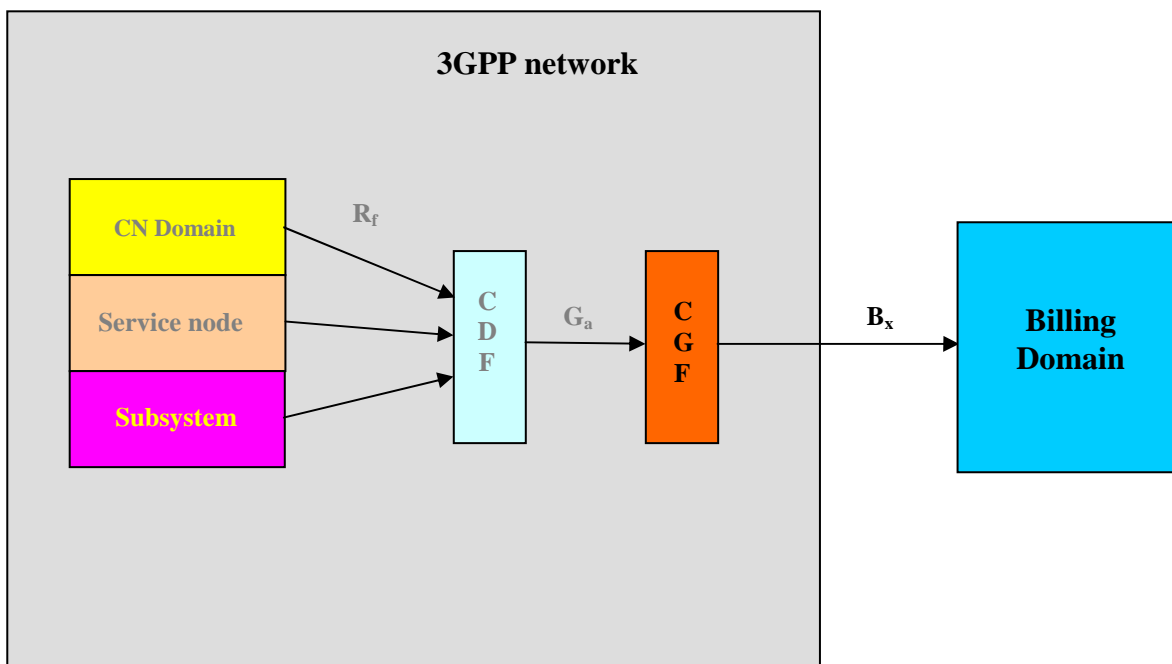 3GPP network
CN Domain
Service node
Subsystem
Rf
C
D
F
Ga
C
G
F
Bx
Billing
Domain